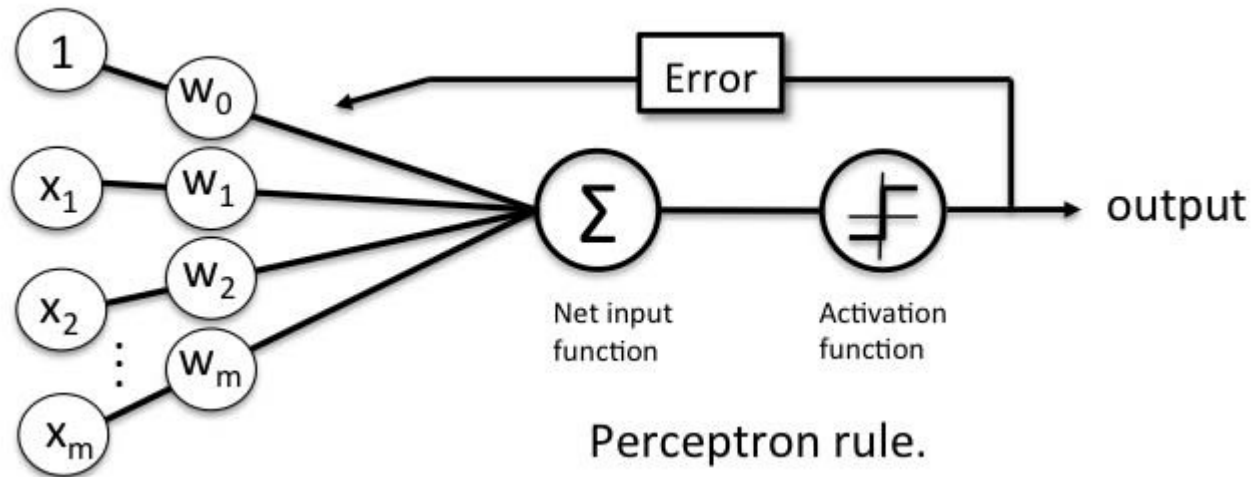 1
w₀
Error
x₁
w₁
Σ
output
x₂
w₂
Net input
function
Activation
function
⋮
wₘ
xₘ
Perceptron rule.